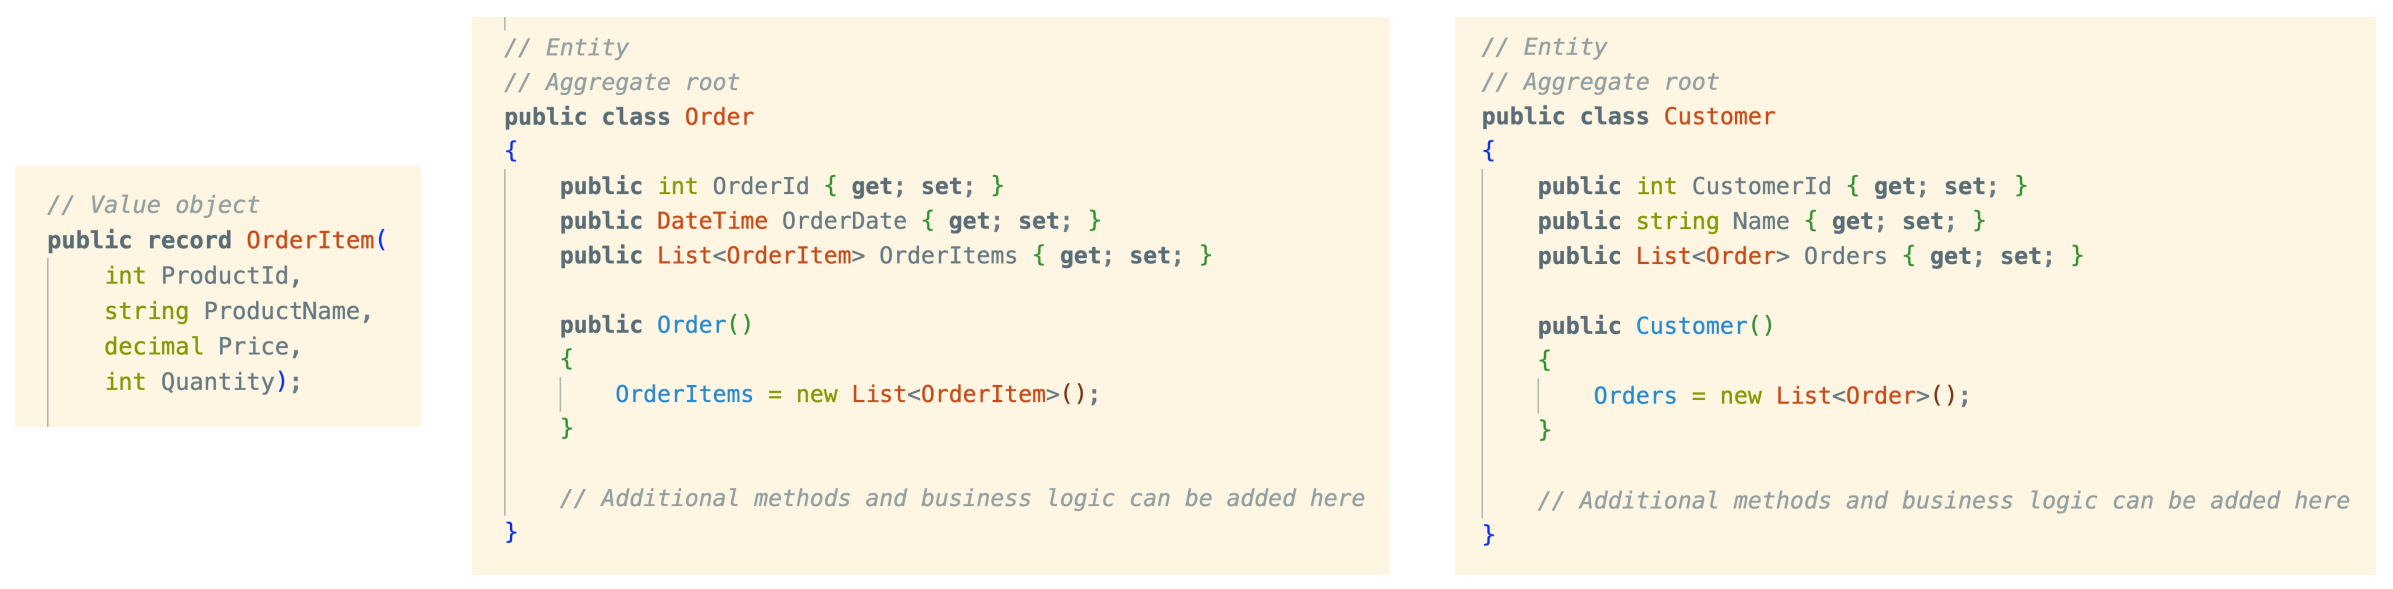 // Value object
public record OrderItem(
    int ProductId,
    string ProductName,
    decimal Price,
    int Quantity);
// Entity
// Aggregate root
public class Order
{
    public int OrderId { get; set; }
    public DateTime OrderDate { get; set; }
    public List<OrderItem> OrderItems { get; set; }

    public Order()
    {
        OrderItems = new List<OrderItem>();
    }

    // Additional methods and business logic can be added here
}
// Entity
// Aggregate root
public class Customer
{
    public int CustomerId { get; set; }
    public string Name { get; set; }
    public List<Order> Orders { get; set; }

    public Customer()
    {
        Orders = new List<Order>();
    }

    // Additional methods and business logic can be added here
}